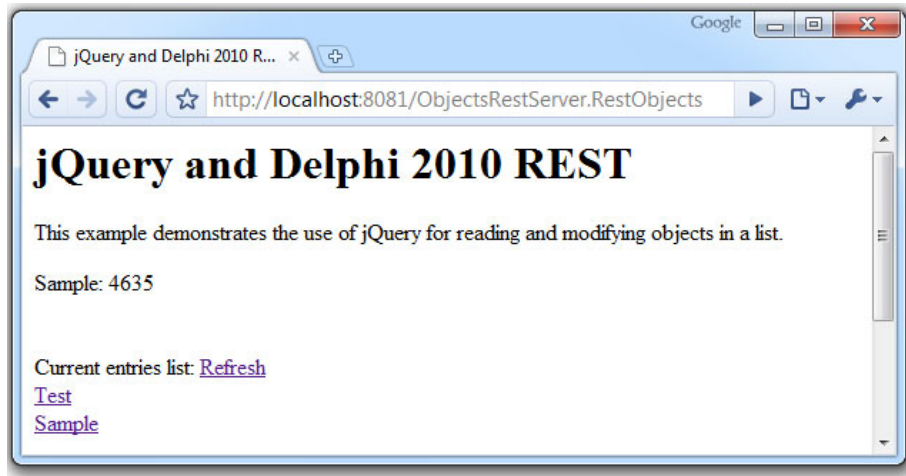 Google
jQuery and Delphi 2010 R...
http://localhost:8081/ObjectsRestServer.RestObjects
jQuery and Delphi 2010 REST
This example demonstrates the use of jQuery for reading and modifying objects in a list.
Sample: 4635
Current entries list: Refresh
Test
Sample